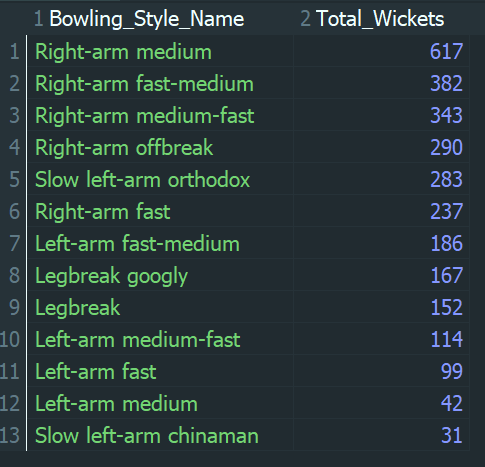 1 Bowling_Style_Name 2 Total_Wickets
1 Right-arm medium 617
2 Right-arm fast-medium 382
3 Right-arm medium-fast 343
4 Right-arm offbreak 290
5 Slow left-arm orthodox 283
6 Right-arm fast 237
7 Left-arm fast-medium 186
8 Legbreak googly 167
9 Legbreak 152
10 Left-arm medium-fast 114
11 Left-arm fast 99
12 Left-arm medium 42
13 Slow left-arm chinaman 31